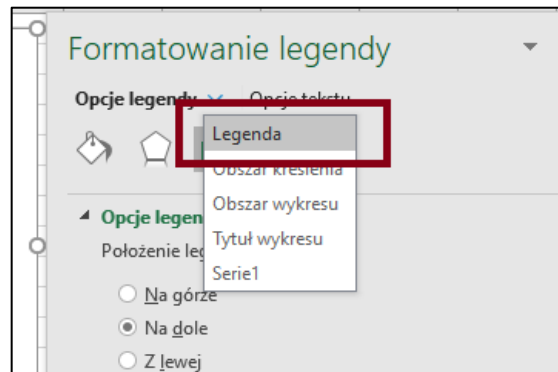 Formatowanie legendy
Opcje legendy Opcje tekstu
Legenda
Obszar kreślenia
Obszar wykresu
Tytuł wykresu
Serie1
Opcje legen
Położenie leg
Na górze
Na dole
Z lewej